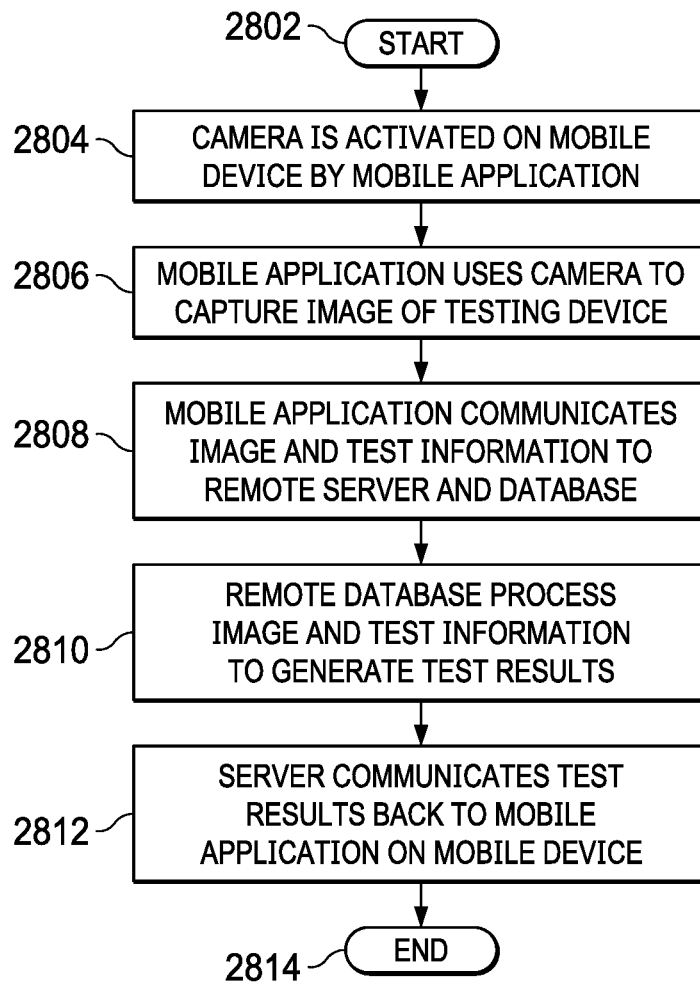 2802
START
2804
CAMERA IS ACTIVATED ON MOBILE
DEVICE BY MOBILE APPLICATION
2806
MOBILE APPLICATION USES CAMERA TO
CAPTURE IMAGE OF TESTING DEVICE
2808
MOBILE APPLICATION COMMUNICATES
IMAGE AND TEST INFORMATION TO
REMOTE SERVER AND DATABASE
2810
REMOTE DATABASE PROCESS
IMAGE AND TEST INFORMATION
TO GENERATE TEST RESULTS
2812
SERVER COMMUNICATES TEST
RESULTS BACK TO MOBILE
APPLICATION ON MOBILE DEVICE
2814
END